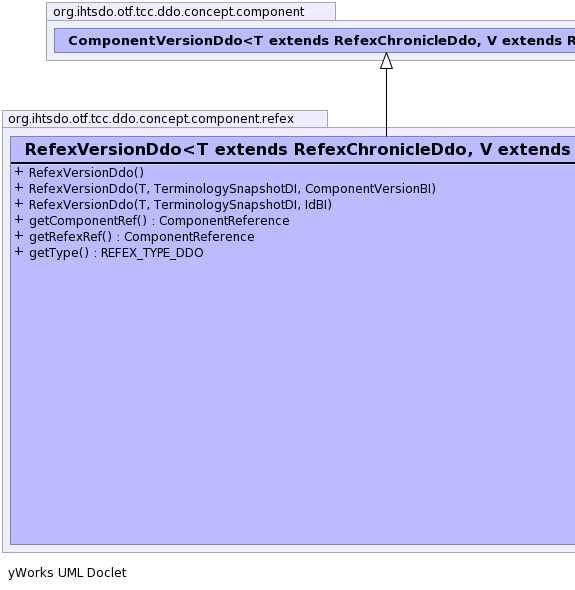 org.ihtsdo.otf.tcc.ddo.concept.component
ComponentVersionDdo<T extends RefexChronicleDdo, V extends R
org.ihtsdo.otf.tcc.ddo.concept.component.refex
RefexVersionDdo<T extends RefexChronicleDdo, V extends
+ RefexVersionDdo()
+ RefexVersionDdo(T, TerminologySnapshotDI, ComponentVersionBI)
+ RefexVersionDdo(T, TerminologySnapshotDI, IdBI)
+ getComponentRef() : ComponentReference
+ getRefexRef() : ComponentReference
+ getType() : REFEX_TYPE_DDO
yWorks UML Doclet